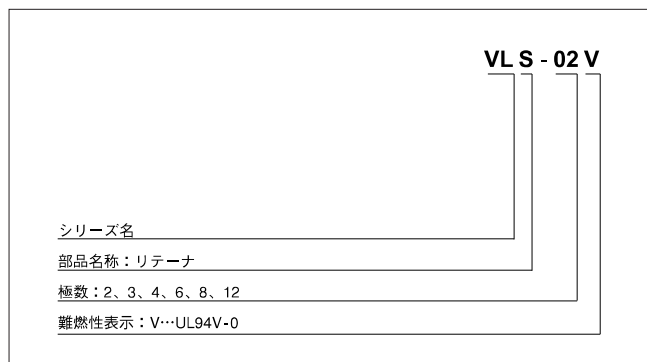 VL S - 02 V
シリーズ名
部品名称：リテーナ
極数：2、3、4、6、8、12
難燃性表示：V…UL94V-0